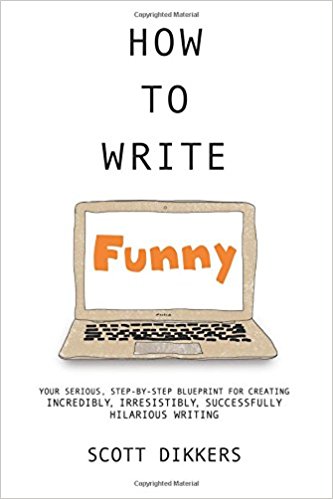 Copyrighted Material
HOW
TO
WRITE
Funny
YOUR SERIOUS, STEP-BY-STEP BLUEPRINT FOR CREATING
INCREDIBLY, IRRESISTIBLY, SUCCESSFULLY
HILARIOUS WRITING
SCOTT DIKKERS
Copyrighted Material